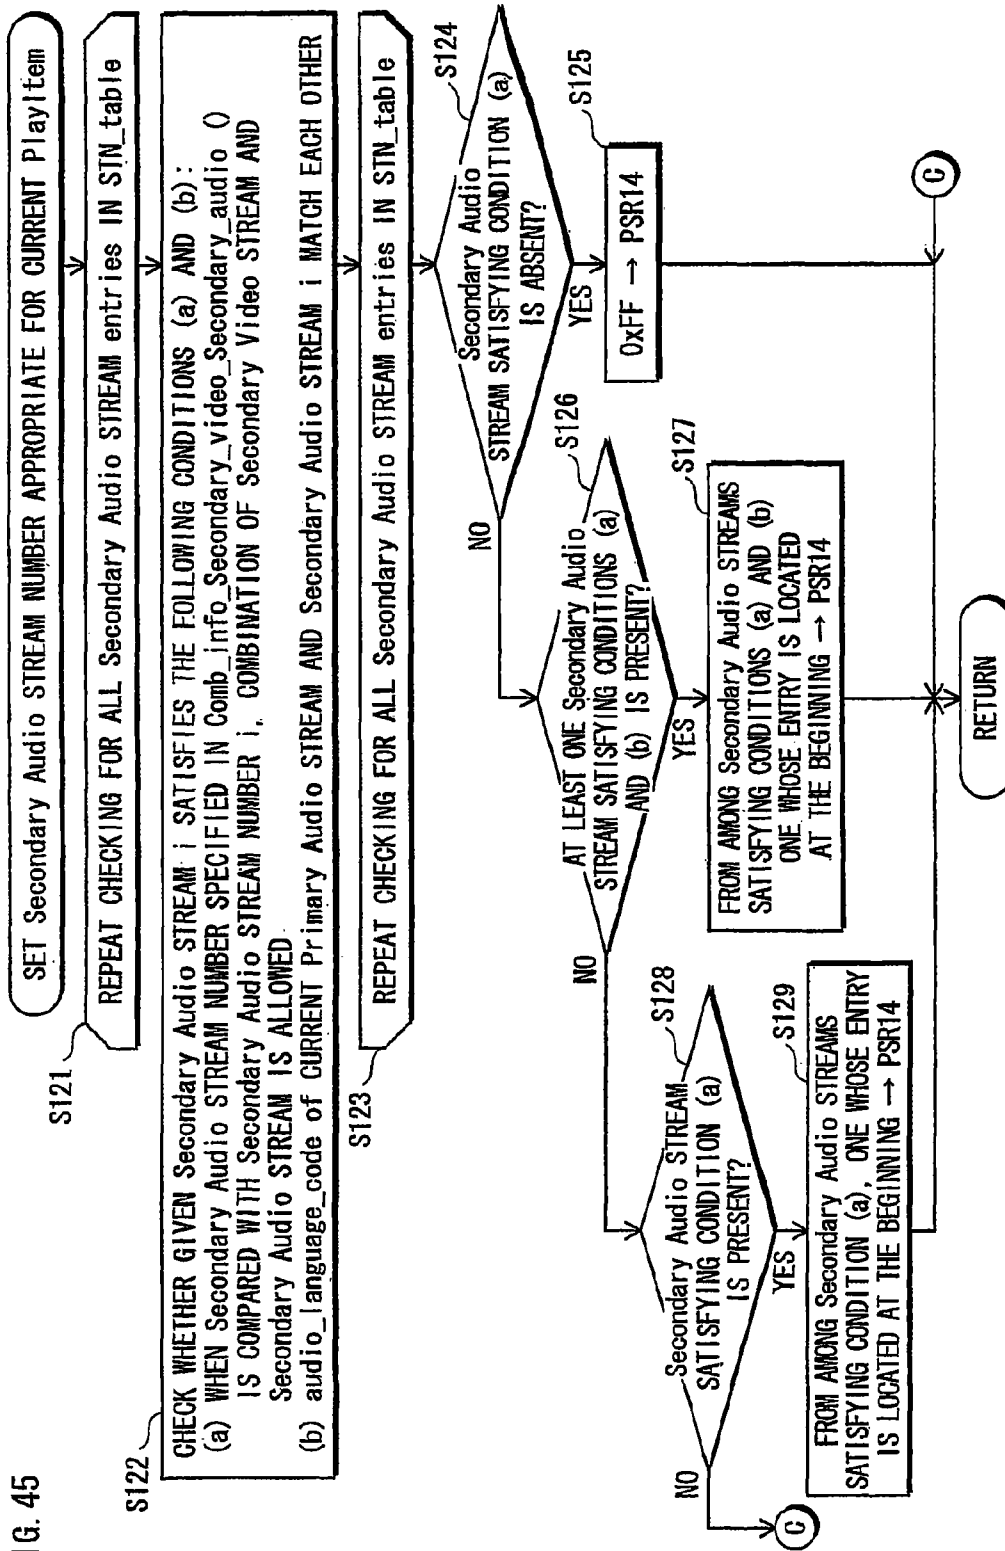 IG. 45
SET Secondary Audio STREAM NUMBER APPROPRIATE FOR CURRENT PlayItem
S121
REPEAT CHECKING FOR ALL Secondary Audio STREAM entries IN STN_table
S122
CHECK WHETHER GIVEN Secondary Audio STREAM i SATISFIES THE FOLLOWING CONDITIONS (a) AND (b):
(a) WHEN Secondary Audio STREAM NUMBER SPECIFIED IN Comb_info_Secondary_video_Secondary_audio ()
IS COMPARED WITH Secondary Audio STREAM NUMBER i, COMBINATION OF Secondary Video STREAM AND
Secondary Audio STREAM IS ALLOWED
(b) audio_language_code of CURRENT Primary Audio STREAM AND Secondary Audio STREAM i MATCH EACH OTHER
S123
REPEAT CHECKING FOR ALL Secondary Audio STREAM entries IN STN_table
S124
Secondary Audio
STREAM SATISFYING CONDITION (a)
IS ABSENT?
NO
YES
S125
0xFF → PSR14
S126
AT LEAST ONE Secondary Audio
STREAM SATISFYING CONDITIONS (a)
AND (b) IS PRESENT?
NO
YES
S127
FROM AMONG Secondary Audio STREAMS
SATISFYING CONDITIONS (a) AND (b)
ONE WHOSE ENTRY IS LOCATED
AT THE BEGINNING → PSR14
S128
Secondary Audio STREAM
SATISFYING CONDITION (a)
IS PRESENT?
NO
YES
S129
FROM AMONG Secondary Audio STREAMS
SATISFYING CONDITION (a), ONE WHOSE ENTRY
IS LOCATED AT THE BEGINNING → PSR14
C
C
RETURN